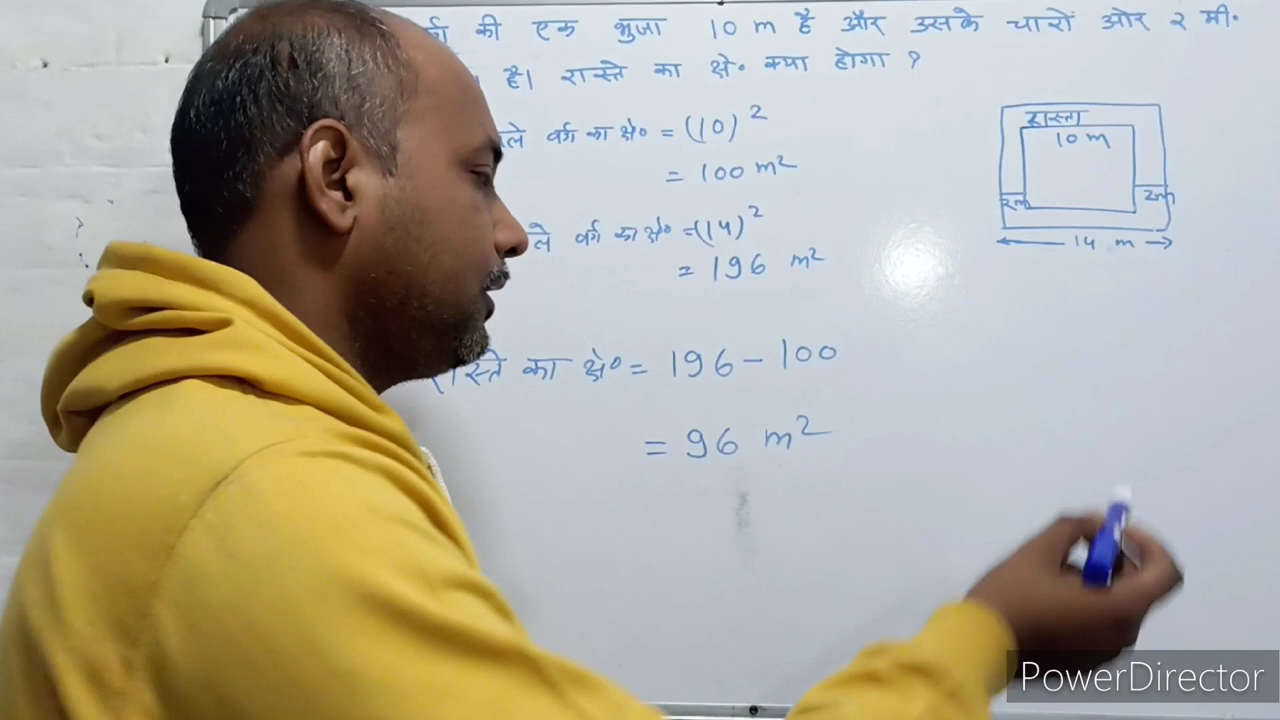 की एक भुजा 10 m है और उसके चारों ओर २ मी॰
है। रास्ते का क्षे॰ क्या होगा ?
वर्ग का क्षे॰ = (10)²
= 100 m²
वर्ग का क्षे॰ = (14)²
= 196 m²
रास्ते का क्षे॰ = 196 - 100
= 96 m²
रास्ता
10 m
2m 2m
14 m
PowerDirector